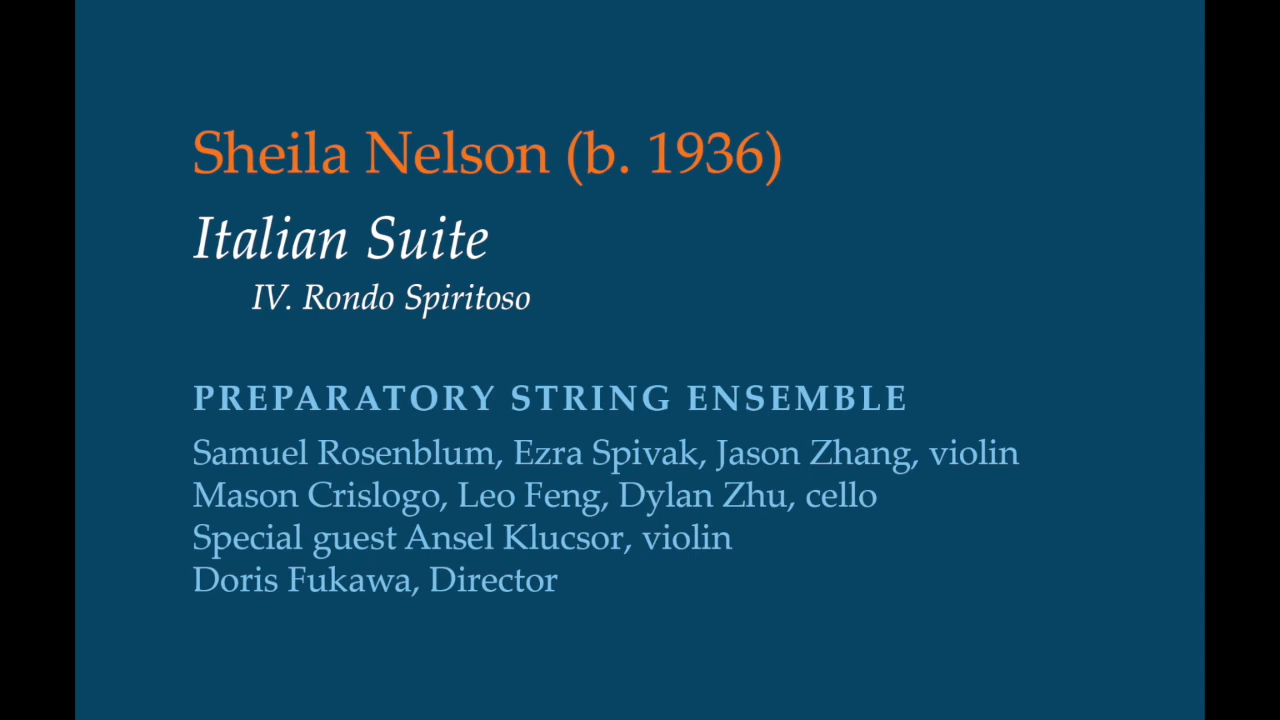 Sheila Nelson (b. 1936)
Italian Suite
IV. Rondo Spiritoso
PREPARATORY STRING ENSEMBLE
Samuel Rosenblum, Ezra Spivak, Jason Zhang, violin
Mason Crislogo, Leo Feng, Dylan Zhu, cello
Special guest Ansel Klucsor, violin
Doris Fukawa, Director